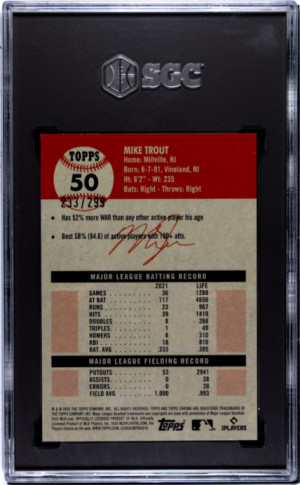 SGC
TOPPS
50
233/299
MIKE TROUT
Home: Millville, NJ
Born: 8-7-91, Vineland, NJ
Ht: 6'2" - Wt: 235
Bats: Right - Throws: Right
• Has 52% more WAR than any other active player his age
• Best SB% (84.6) of active players with 100+ atts.
MAJOR LEAGUE BATTING RECORD
2021 LIFE
GAMES 36 1288
AT BAT 117 4656
RUNS 23 967
HITS 39 1419
DOUBLES 8 268
TRIPLES 1 49
HOMERS 8 310
RBI 18 816
BAT. AVG .333 .305
MAJOR LEAGUE FIELDING RECORD
PUTOUTS 53 2941
ASSISTS 0 38
ERRORS 0 20
FIELD AVG 1.000 .993
Topps
PLAYERS